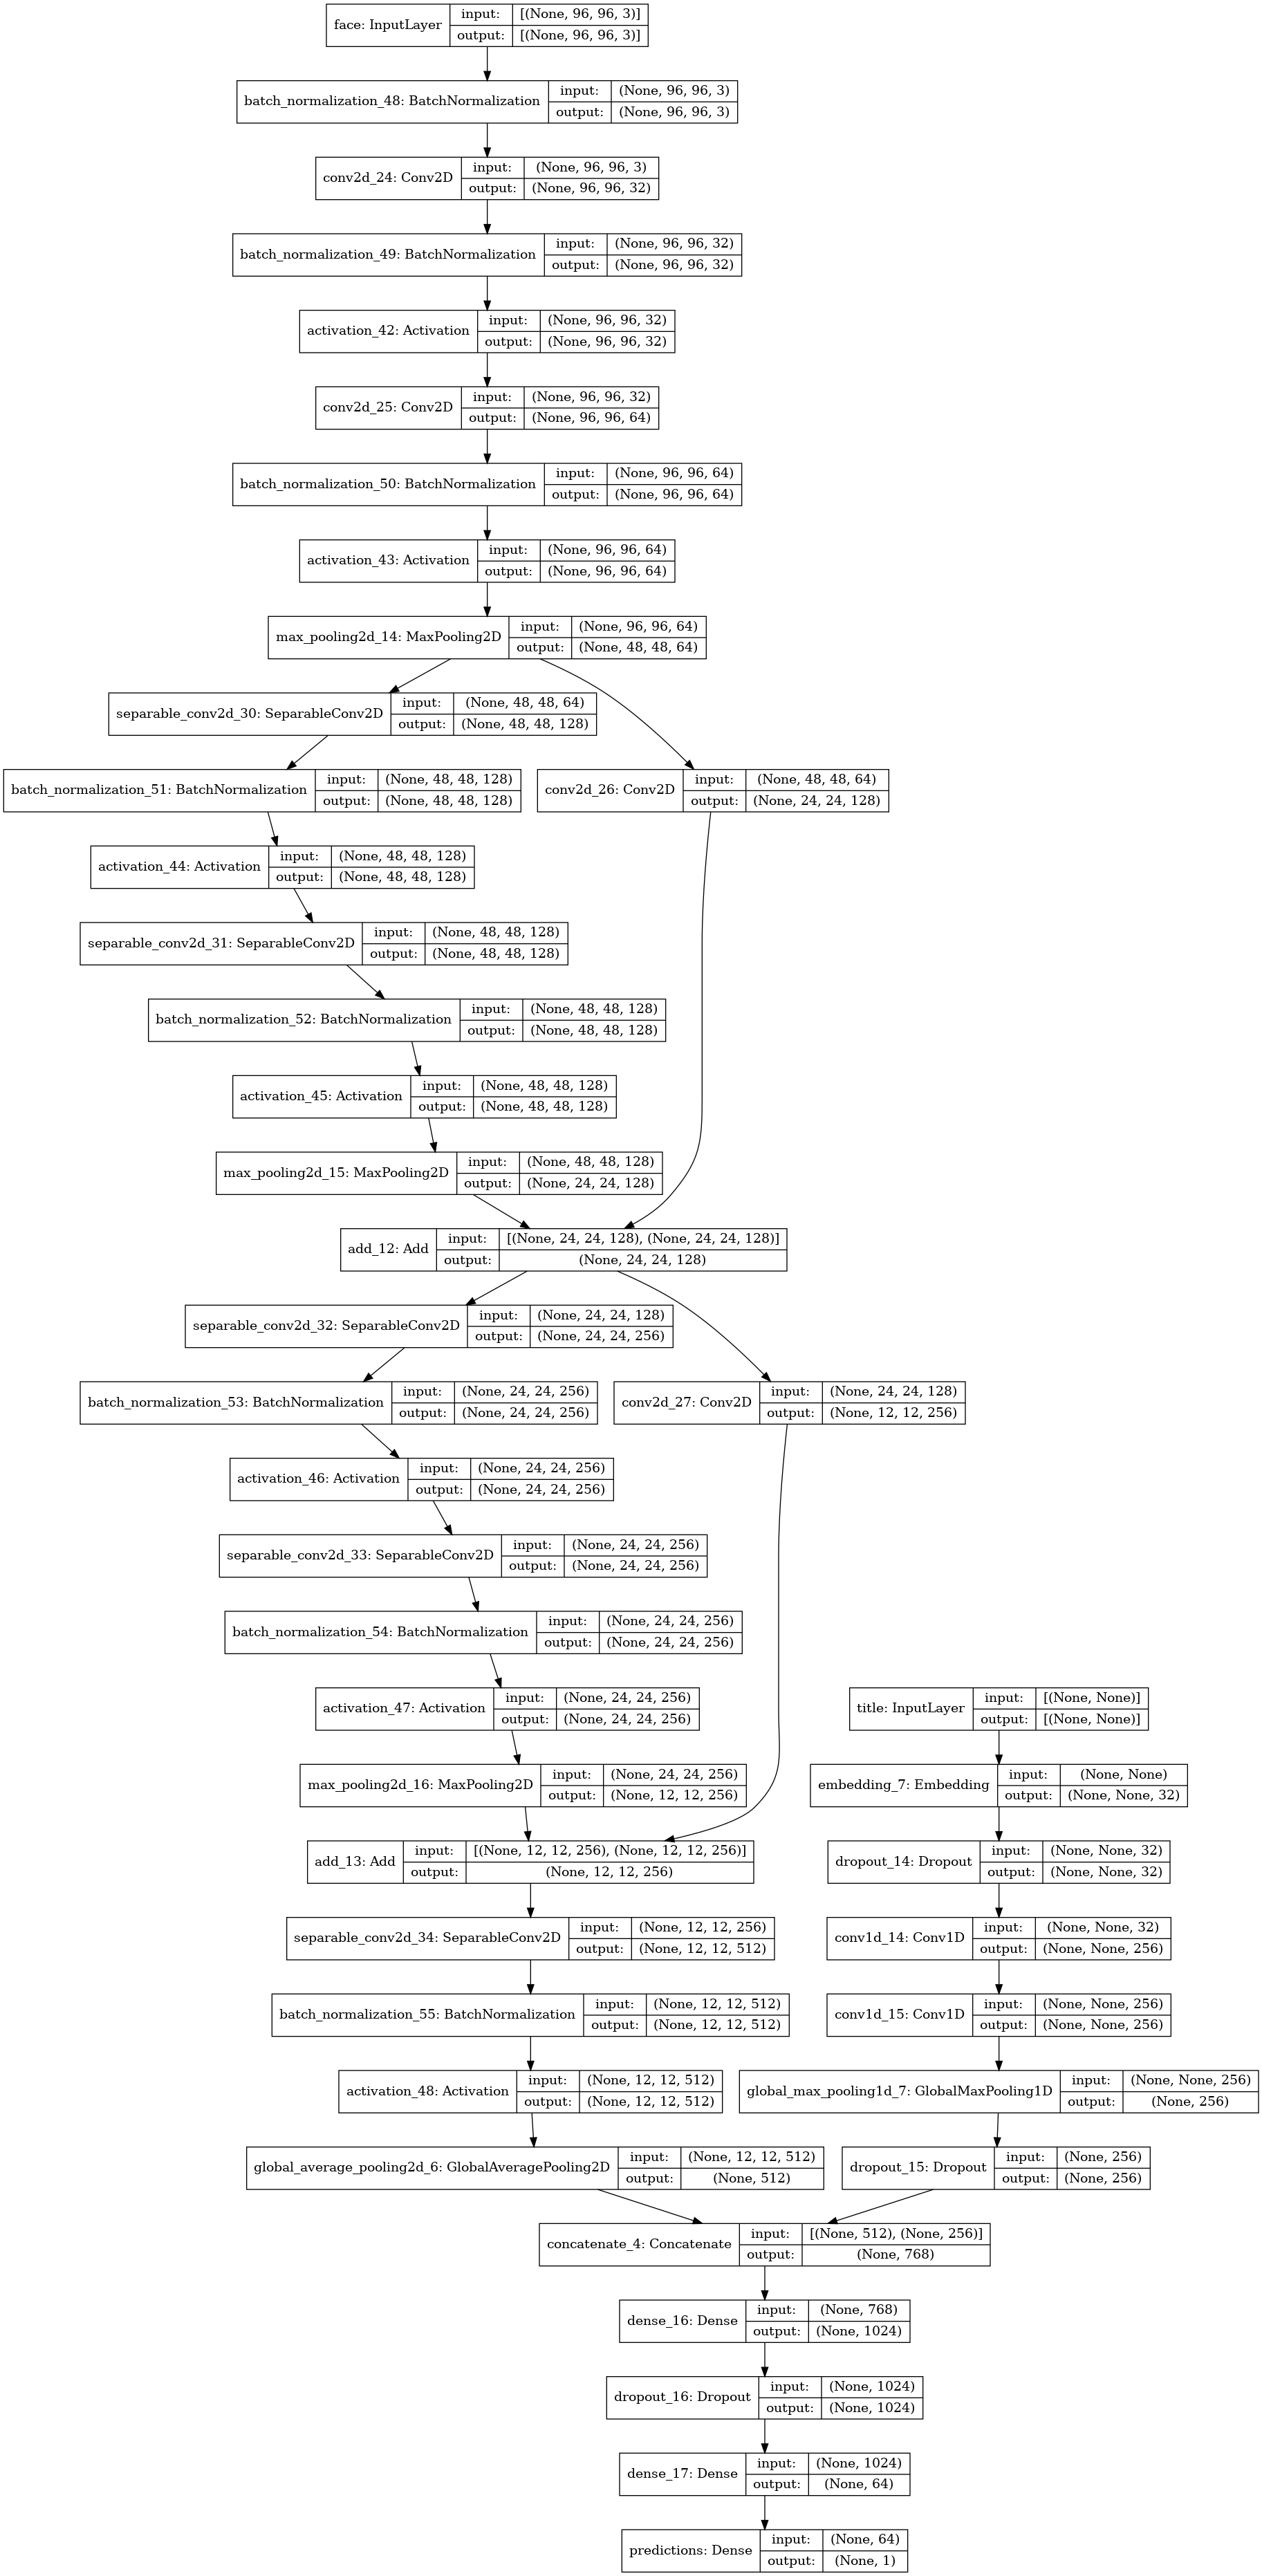 face: InputLayer
input: [(None, 96, 96, 3)]
output: [(None, 96, 96, 3)]
batch_normalization_48: BatchNormalization
input: (None, 96, 96, 3)
output: (None, 96, 96, 3)
conv2d_24: Conv2D
input: (None, 96, 96, 3)
output: (None, 96, 96, 32)
batch_normalization_49: BatchNormalization
input: (None, 96, 96, 32)
output: (None, 96, 96, 32)
activation_42: Activation
input: (None, 96, 96, 32)
output: (None, 96, 96, 32)
conv2d_25: Conv2D
input: (None, 96, 96, 32)
output: (None, 96, 96, 64)
batch_normalization_50: BatchNormalization
input: (None, 96, 96, 64)
output: (None, 96, 96, 64)
activation_43: Activation
input: (None, 96, 96, 64)
output: (None, 96, 96, 64)
max_pooling2d_14: MaxPooling2D
input: (None, 96, 96, 64)
output: (None, 48, 48, 64)
separable_conv2d_30: SeparableConv2D
input: (None, 48, 48, 64)
output: (None, 48, 48, 128)
batch_normalization_51: BatchNormalization
input: (None, 48, 48, 128)
output: (None, 48, 48, 128)
conv2d_26: Conv2D
input: (None, 48, 48, 64)
output: (None, 24, 24, 128)
activation_44: Activation
input: (None, 48, 48, 128)
output: (None, 48, 48, 128)
separable_conv2d_31: SeparableConv2D
input: (None, 48, 48, 128)
output: (None, 48, 48, 128)
batch_normalization_52: BatchNormalization
input: (None, 48, 48, 128)
output: (None, 48, 48, 128)
activation_45: Activation
input: (None, 48, 48, 128)
output: (None, 48, 48, 128)
max_pooling2d_15: MaxPooling2D
input: (None, 48, 48, 128)
output: (None, 24, 24, 128)
add_12: Add
input: [(None, 24, 24, 128), (None, 24, 24, 128)]
output: (None, 24, 24, 128)
separable_conv2d_32: SeparableConv2D
input: (None, 24, 24, 128)
output: (None, 24, 24, 256)
batch_normalization_53: BatchNormalization
input: (None, 24, 24, 256)
output: (None, 24, 24, 256)
conv2d_27: Conv2D
input: (None, 24, 24, 128)
output: (None, 12, 12, 256)
activation_46: Activation
input: (None, 24, 24, 256)
output: (None, 24, 24, 256)
separable_conv2d_33: SeparableConv2D
input: (None, 24, 24, 256)
output: (None, 24, 24, 256)
batch_normalization_54: BatchNormalization
input: (None, 24, 24, 256)
output: (None, 24, 24, 256)
activation_47: Activation
input: (None, 24, 24, 256)
output: (None, 24, 24, 256)
title: InputLayer
input: [(None, None)]
output: [(None, None)]
max_pooling2d_16: MaxPooling2D
input: (None, 24, 24, 256)
output: (None, 12, 12, 256)
embedding_7: Embedding
input: (None, None)
output: (None, None, 32)
add_13: Add
input: [(None, 12, 12, 256), (None, 12, 12, 256)]
output: (None, 12, 12, 256)
dropout_14: Dropout
input: (None, None, 32)
output: (None, None, 32)
separable_conv2d_34: SeparableConv2D
input: (None, 12, 12, 256)
output: (None, 12, 12, 512)
conv1d_14: Conv1D
input: (None, None, 32)
output: (None, None, 256)
batch_normalization_55: BatchNormalization
input: (None, 12, 12, 512)
output: (None, 12, 12, 512)
conv1d_15: Conv1D
input: (None, None, 256)
output: (None, None, 256)
activation_48: Activation
input: (None, 12, 12, 512)
output: (None, 12, 12, 512)
global_max_pooling1d_7: GlobalMaxPooling1D
input: (None, None, 256)
output: (None, 256)
global_average_pooling2d_6: GlobalAveragePooling2D
input: (None, 12, 12, 512)
output: (None, 512)
dropout_15: Dropout
input: (None, 256)
output: (None, 256)
concatenate_4: Concatenate
input: [(None, 512), (None, 256)]
output: (None, 768)
dense_16: Dense
input: (None, 768)
output: (None, 1024)
dropout_16: Dropout
input: (None, 1024)
output: (None, 1024)
dense_17: Dense
input: (None, 1024)
output: (None, 64)
predictions: Dense
input: (None, 64)
output: (None, 1)